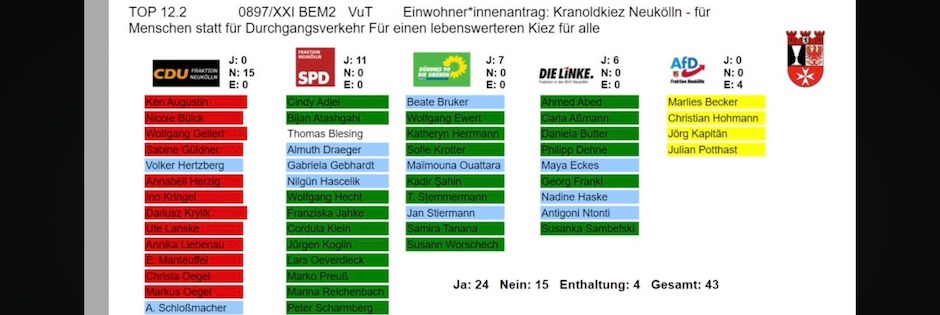 TOP 12.2 0897/XXI BEM2 VuT Einwohner*innenantrag: Kranoldkiez Neukölln - für
Menschen statt für Durchgangsverkehr Für einen lebenswerteren Kiez für alle
CDU FRAKTION NEUKÖLLN
J: 0
N: 15
E: 0
FRAKTION NEUKÖLLN
SPD
J: 11
N: 0
E: 0
BÜNDNIS 90 DIE GRÜNEN
J: 7
N: 0
E: 0
DIE LINKE.
Fraktion in der BVV Neukölln
J: 6
N: 0
E: 0
AfD
Fraktion Neukölln
J: 0
N: 0
E: 4
Ken Augustin
Nicole Bülck
Wolfgang Gellert
Sabine Güldner
Volker Hertzberg
Annabell Herzig
Ino Kringel
Dariusz Krylik
Ute Lanske
Annika Liebenau
E. Manteuffel
Christa Oegel
Markus Oegel
A. Schloßmacher
Cindy Adjei
Bijan Atashgahi
Thomas Blesing
Almuth Draeger
Gabriela Gebhardt
Nilgün Hascelik
Wolfgang Hecht
Franziska Jahke
Cordula Klein
Jürgen Koglin
Lars Oeverdieck
Marko Preuß
Marina Reichenbach
Peter Scharmberg
Beate Bruker
Wolfgang Ewert
Katheryn Herrmann
Sofie Krotter
Maïmouna Ouattara
Kadir Sahin
T. Stemmermann
Jan Stiermann
Samira Tanana
Susann Worschech
Ahmed Abed
Carla Aßmann
Daniela Butter
Philipp Dehne
Maya Eckes
Georg Frankl
Nadine Haske
Antigoni Ntonti
Susanka Sambefski
Marlies Becker
Christian Hohmann
Jörg Kapitän
Julian Potthast
Ja: 24 Nein: 15 Enthaltung: 4 Gesamt: 43